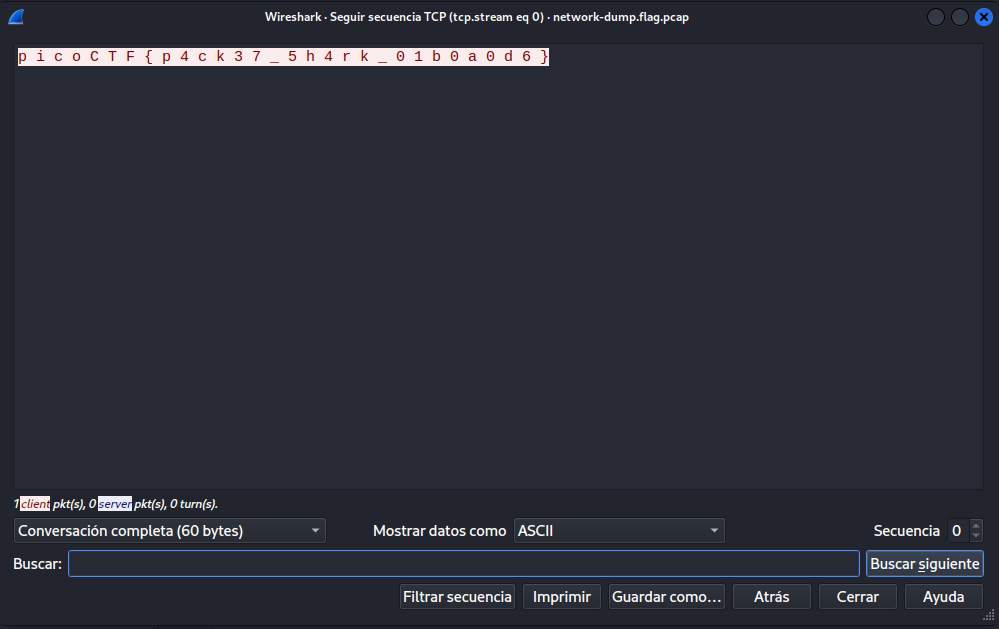 Wireshark · Seguir secuencia TCP (tcp.stream eq 0) · network-dump.flag.pcap
p i c o C T F { p 4 c k 3 7 _ 5 h 4 r k _ 0 1 b 0 a 0 d 6 }
1 client pkt(s), 0 server pkt(s), 0 turn(s).
Conversación completa (60 bytes) Mostrar datos como ASCII Secuencia 0
Buscar: Buscar siguiente
Filtrar secuencia Imprimir Guardar como… Atrás Cerrar Ayuda